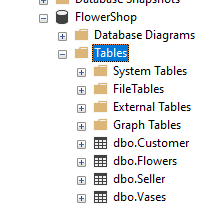 Database Snapshots
FlowerShop
Database Diagrams
Tables
System Tables
FileTables
External Tables
Graph Tables
dbo.Customer
dbo.Flowers
dbo.Seller
dbo.Vases